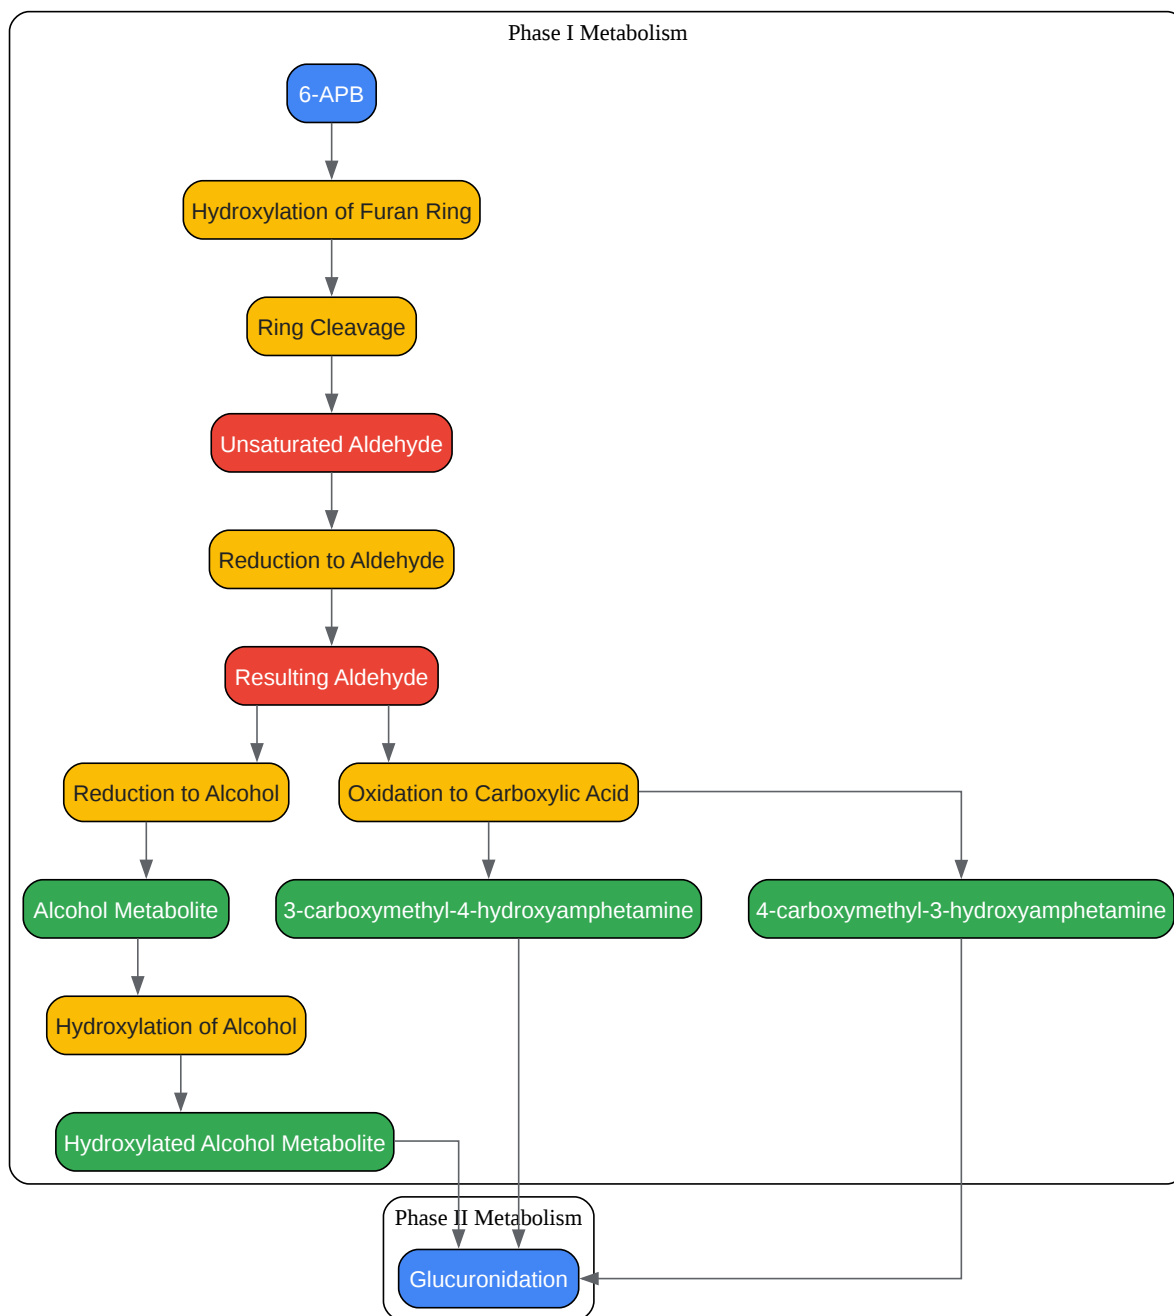 Phase I Metabolism
6-APB
Hydroxylation of Furan Ring
Ring Cleavage
Unsaturated Aldehyde
Reduction to Aldehyde
Resulting Aldehyde
Reduction to Alcohol
Oxidation to Carboxylic Acid
Alcohol Metabolite
3-carboxymethyl-4-hydroxyamphetamine
4-carboxymethyl-3-hydroxyamphetamine
Hydroxylation of Alcohol
Hydroxylated Alcohol Metabolite
Phase II Metabolism
Glucuronidation